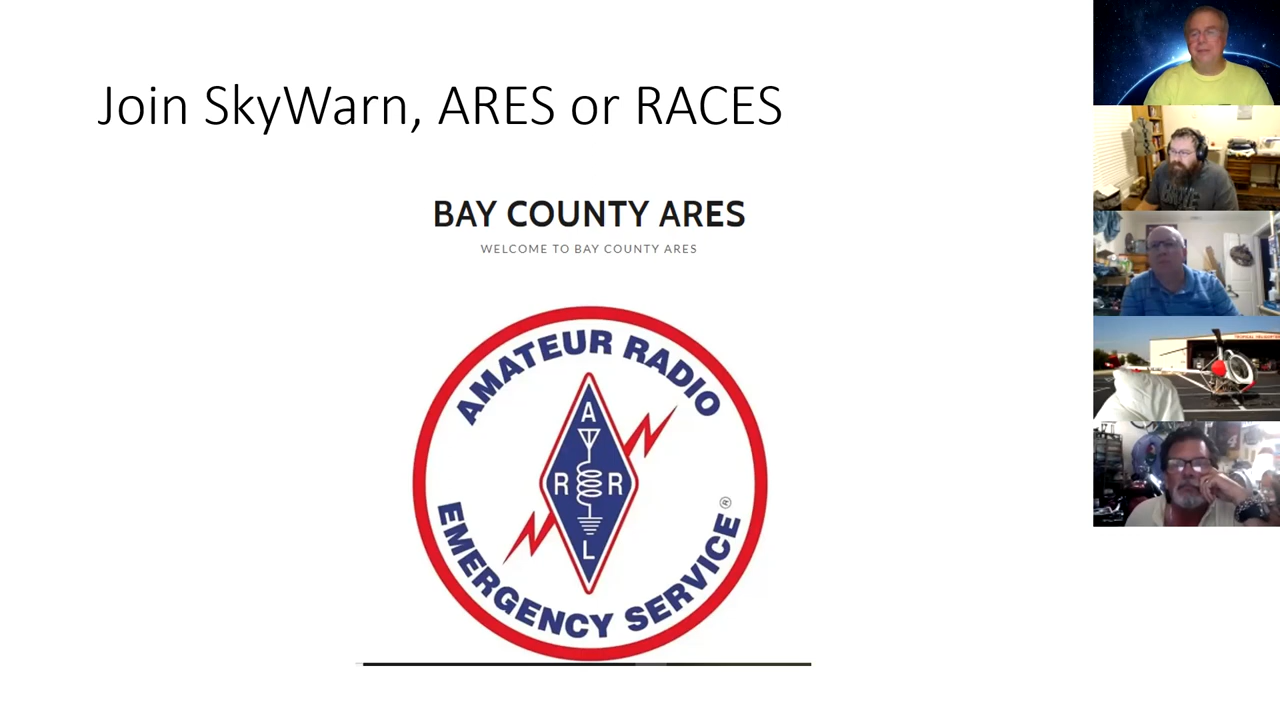 Join SkyWarn, ARES or RACES
BAY COUNTY ARES
WELCOME TO BAY COUNTY ARES
AMATEUR RADIO
A
R R
L
EMERGENCY SERVICE®